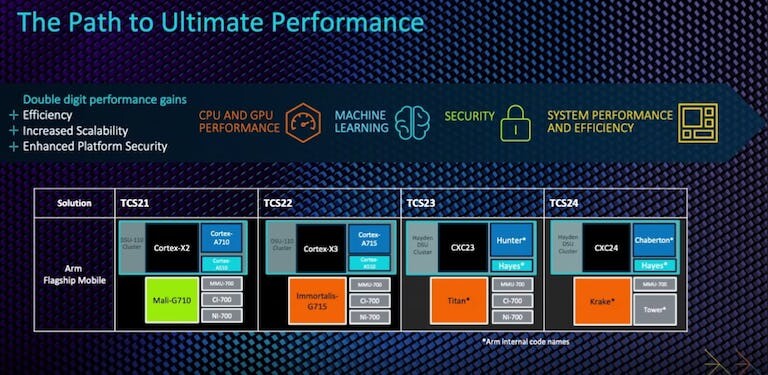 The Path to Ultimate Performance
Double digit performance gains
+ Efficiency
+ Increased Scalability
+ Enhanced Platform Security
CPU AND GPU
PERFORMANCE
MACHINE
LEARNING
SECURITY
SYSTEM PERFORMANCE
AND EFFICIENCY
Solution
TCS21
TCS22
TCS23
TCS24
Arm
Flagship Mobile
DSU-110
Cluster
Cortex-X2
Cortex-
A710
Cortex-
A510
Mali-G710
MMU-700
CI-700
NI-700
DSU-110
Cluster
Cortex-X3
Cortex-
A715
Cortex-
A510
Immortalis-
G715
MMU-700
CI-700
NI-700
Hayden
DSU
Cluster
CXC23
Hunter*
Hayes*
Titan*
MMU-700
CI-700
NI-700
Hayden
DSU
Cluster
CXC24
Chaberton*
Hayes*
Krake*
MMU-700
Tower*
*Arm internal code names